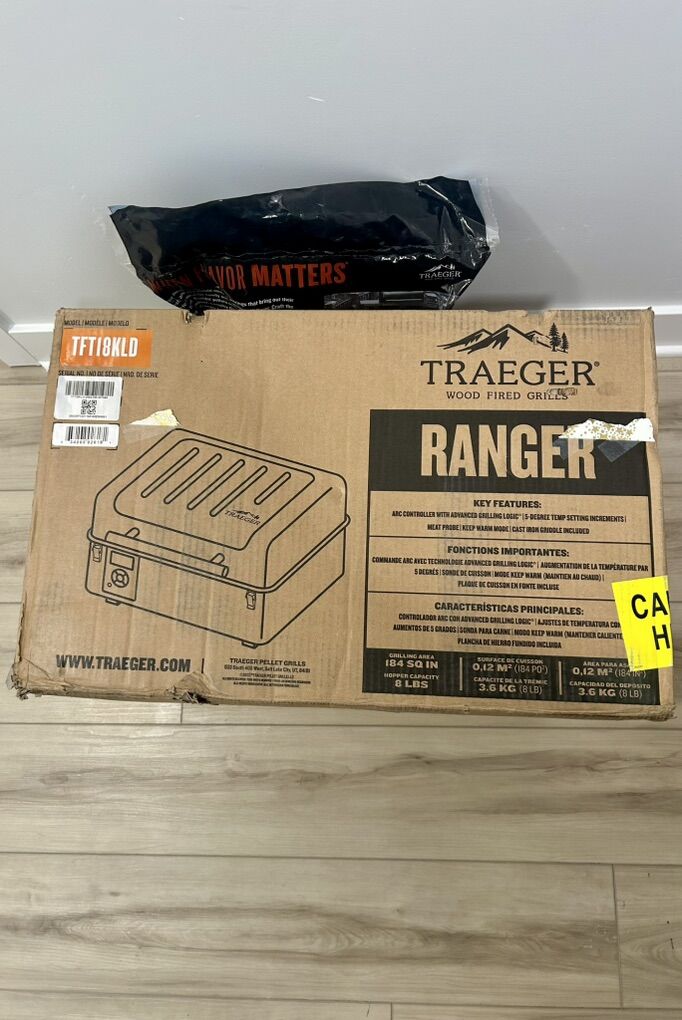 FLAVOR MATTERS
TRAEGER
MODEL / MODÈLE / MODELO
TFT18KLD
SERIAL NO. | NO DE SÉRIE | NRO. DE SERIE
TRAEGER®
WOOD FIRED GRILLS
RANGER
TRAEGER
KEY FEATURES:
ARC CONTROLLER WITH ADVANCED GRILLING LOGIC® | 5-DEGREE TEMP SETTING INCREMENTS |
MEAT PROBE | KEEP WARM MODE | CAST IRON GRIDDLE INCLUDED
FONCTIONS IMPORTANTES:
COMMANDE ARC AVEC TECHNOLOGIE ADVANCED GRILLING LOGIC® | AUGMENTATION DE LA TEMPÉRATURE PAR
5 DEGRÉS | SONDE DE CUISSON | MODE KEEP WARM (MAINTIEN AU CHAUD) |
PLAQUE DE CUISSON EN FONTE INCLUSE
CARACTERÍSTICAS PRINCIPALES:
CONTROLADOR ARC CON ADVANCED GRILLING LOGIC® | AJUSTES DE TEMPERATURA CON
AUMENTOS DE 5 GRADOS | SONDA PARA CARNE | MODO KEEP WARM (MANTENER CALIENTE)
PLANCHA DE HIERRO FUNDIDO INCLUIDA
CA
H
GRILLING AREA
184 SQ IN
HOPPER CAPACITY
8 LBS
SURFACE DE CUISSON
0,12 M² (184 PO²)
CAPACITÉ DE LA TRÉMIE
3.6 KG (8 LB)
ÁREA PARA AS
0,12 M² (184 IN²)
CAPACIDAD DEL DEPÓSITO
3.6 KG (8 LB)
WWW.TRAEGER.COM
TRAEGER PELLET GRILLS